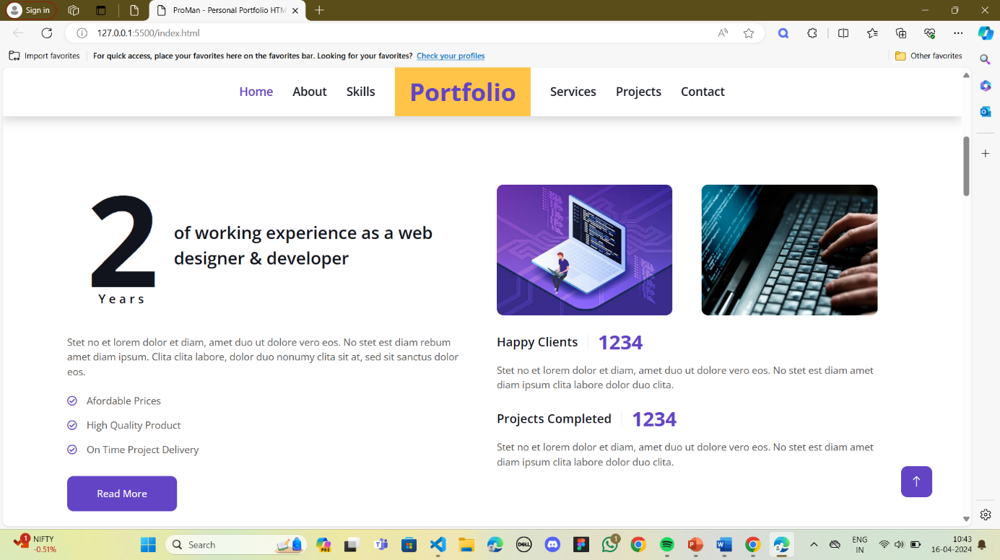 Sign in
ProMan - Personal Portfolio HTM
127.0.0.1:5500/index.html
Import favorites
For quick access, place your favorites here on the favorites bar. Looking for your favorites? Check your profiles
Other favorites
Home About Skills Portfolio Services Projects Contact
2
Years
of working experience as a web
designer & developer
Stet no et lorem dolor et diam, amet duo ut dolore vero eos. No stet est diam rebum
amet diam ipsum. Clita clita labore, dolor duo nonumy clita sit at, sed sit sanctus dolor
eos.
Afordable Prices
High Quality Product
On Time Project Delivery
Read More
Happy Clients 1234
Stet no et lorem dolor et diam, amet duo ut dolore vero eos. No stet est diam amet
diam ipsum clita labore dolor duo clita.
Projects Completed 1234
Stet no et lorem dolor et diam, amet duo ut dolore vero eos. No stet est diam amet
diam ipsum clita labore dolor duo clita.
1
NIFTY
-0.51%
Search
PRE
DELL
1
ENG
IN
10:43
16-04-2024